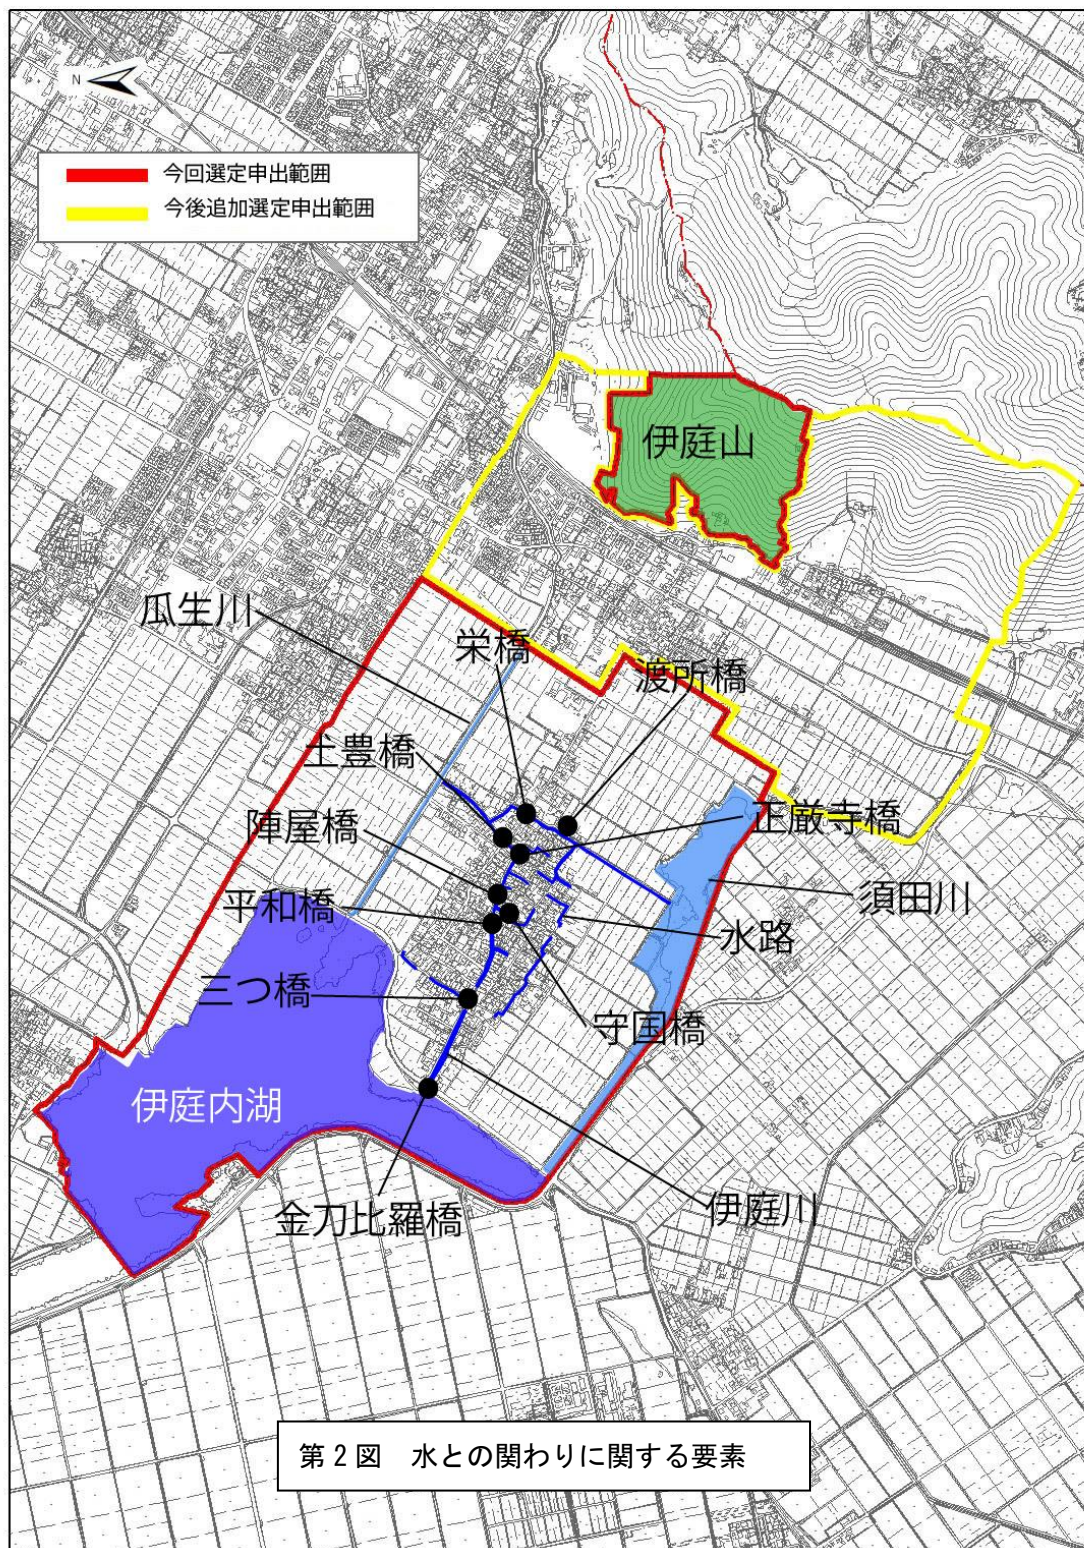 N
今回選定申出範囲
今後追加選定申出範囲
伊庭山
瓜生川
栄橋
渡所橋
土豊橋
陣屋橋
正厳寺橋
平和橋
須田川
水路
三つ橋
守国橋
伊庭内湖
金刀比羅橋
伊庭川
第2図 水との関わりに関する要素